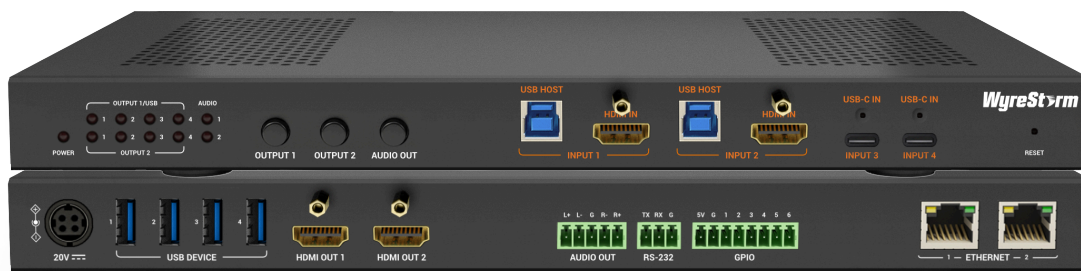 OUTPUT 1/USB AUDIO
1 2 3 4 1
1 2 3 4 2
POWER OUTPUT 2
OUTPUT 1 OUTPUT 2 AUDIO OUT
USB HOST HDMI IN
INPUT 1
USB HOST HDMI IN
INPUT 2
USB-C IN USB-C IN
INPUT 3 INPUT 4
WyreStorm
RESET
20V
1 2 3 4
USB DEVICE
HDMI OUT 1 HDMI OUT 2
L+ L- G R- R+
AUDIO OUT
TX RX G
RS-232
5V G 1 2 3 4 5 6
GPIO
1 ETHERNET 2